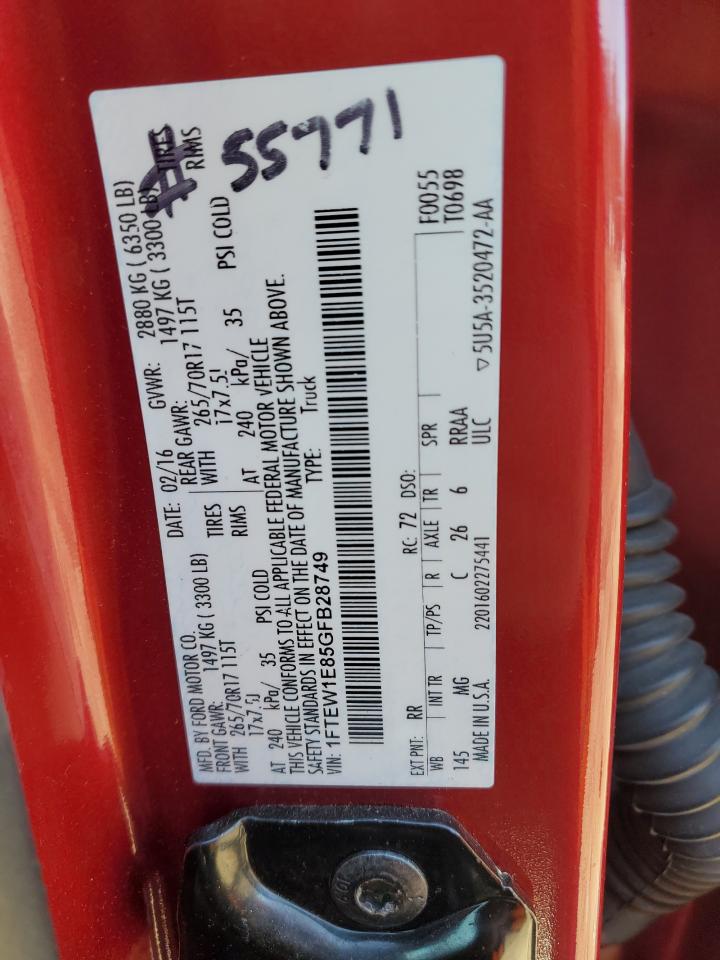 # 55771
MFD. BY FORD MOTOR CO. DATE: 02/16 GVWR: 2880 KG ( 6350 LB)
FRONT GAWR: 1497 KG ( 3300 LB) REAR GAWR: 1497 KG ( 3300 LB)
WITH 265/70R17 115T TIRES WITH 265/70R17 115T TIRES
17x7.5J RIMS 17x7.5J RIMS
AT 240 kPa/ 35 PSI COLD AT 240 kPa/ 35 PSI COLD
THIS VEHICLE CONFORMS TO ALL APPLICABLE FEDERAL MOTOR VEHICLE
SAFETY STANDARDS IN EFFECT ON THE DATE OF MANUFACTURE SHOWN ABOVE.
VIN: 1FTEW1E85GFB28749 TYPE: Truck
F0055
EXT PNT: RR RC: 72 DSO: T0698
WB INT TR TP/PS R AXLE TR SPR
145 MG C 26 6 RRAA
MADE IN U.S.A. 2201602275441 ULC ▽5U5A-3520472-AA